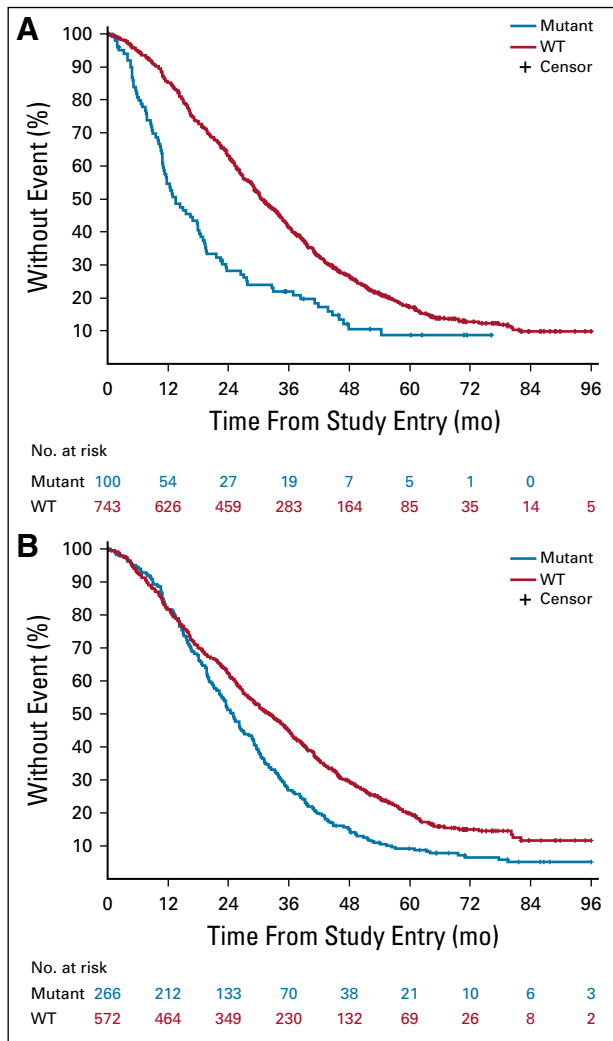 A
Mutant
WT
+ Censor
Without Event (%)
100
90
80
70
60
50
40
30
20
10
0 12 24 36 48 60 72 84 96
Time From Study Entry (mo)
No. at risk
Mutant 100 54 27 19 7 5 1 0
WT 743 626 459 283 164 85 35 14 5
B
Mutant
WT
+ Censor
Without Event (%)
100
90
80
70
60
50
40
30
20
10
0 12 24 36 48 60 72 84 96
Time From Study Entry (mo)
No. at risk
Mutant 266 212 133 70 38 21 10 6 3
WT 572 464 349 230 132 69 26 8 2